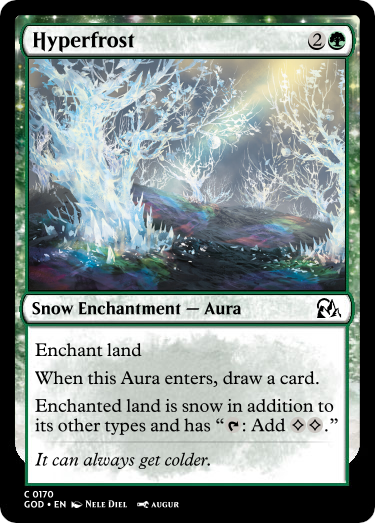 Hyperfrost 2
Snow Enchantment — Aura
Enchant land
When this Aura enters, draw a card.
Enchanted land is snow in addition to
its other types and has “: Add .”
It can always get colder.
C 0170
GOD • EN NELE DIEL AUGUR